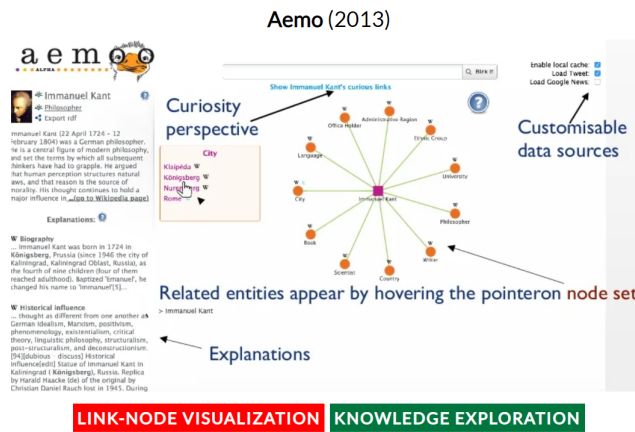 Aemo (2013)
aemoo
ALPHA
Immanuel Kant
Philosopher
Export rdf
mmanuel Kant (22 April 1724 – 12
ebruary 1804) was a German philosopher.
He is a central figure of modern philosophy,
and set the terms by which all subsequent
thinkers have had to grapple. He argued
that human perception structures natural
laws, and that reason is the source of
morality. His thought continues to hold a
major influence in ...(go to Wikipedia page)
Explanations: ?
W Biography
... Immanuel Kant was born in 1724 in
Königsberg, Prussia (since 1946 the city of
Kaliningrad, Kaliningrad Oblast, Russia), as
the fourth of nine children (four of them
reached adulthood). Baptized 'Emanuel', he
changed his name to 'Immanuel'[5]...
W Historical influence
... thought as different from one another as
German Idealism, Marxism, positivism,
phenomenology, existentialism, critical
theory, linguistic philosophy, structuralism,
post-structuralism, and deconstructionism.
[94][dubious – discuss] Historical
influence[edit] Statue of Immanuel Kant in
Kaliningrad ( Königsberg), Russia. Replica
by Harald Haacke (de) of the original by
Christian Daniel Rauch lost in 1945. During
Show Immanuel Kant's curious links
Curiosity
perspective
City
Klaipėda W
Königsberg W
W
Rome
Enable local cache:
Load Tweet:
Load Google News:
Customisable
data sources
?
Administrative Region
Office Holder
Ethnic Group
Language
University
City
Immanuel Kant
Philosopher
Book
Writer
Scientist
Country
Related entities appear by hovering the pointeron node set
> Immanuel Kant
Explanations
LINK-NODE VISUALIZATION KNOWLEDGE EXPLORATION